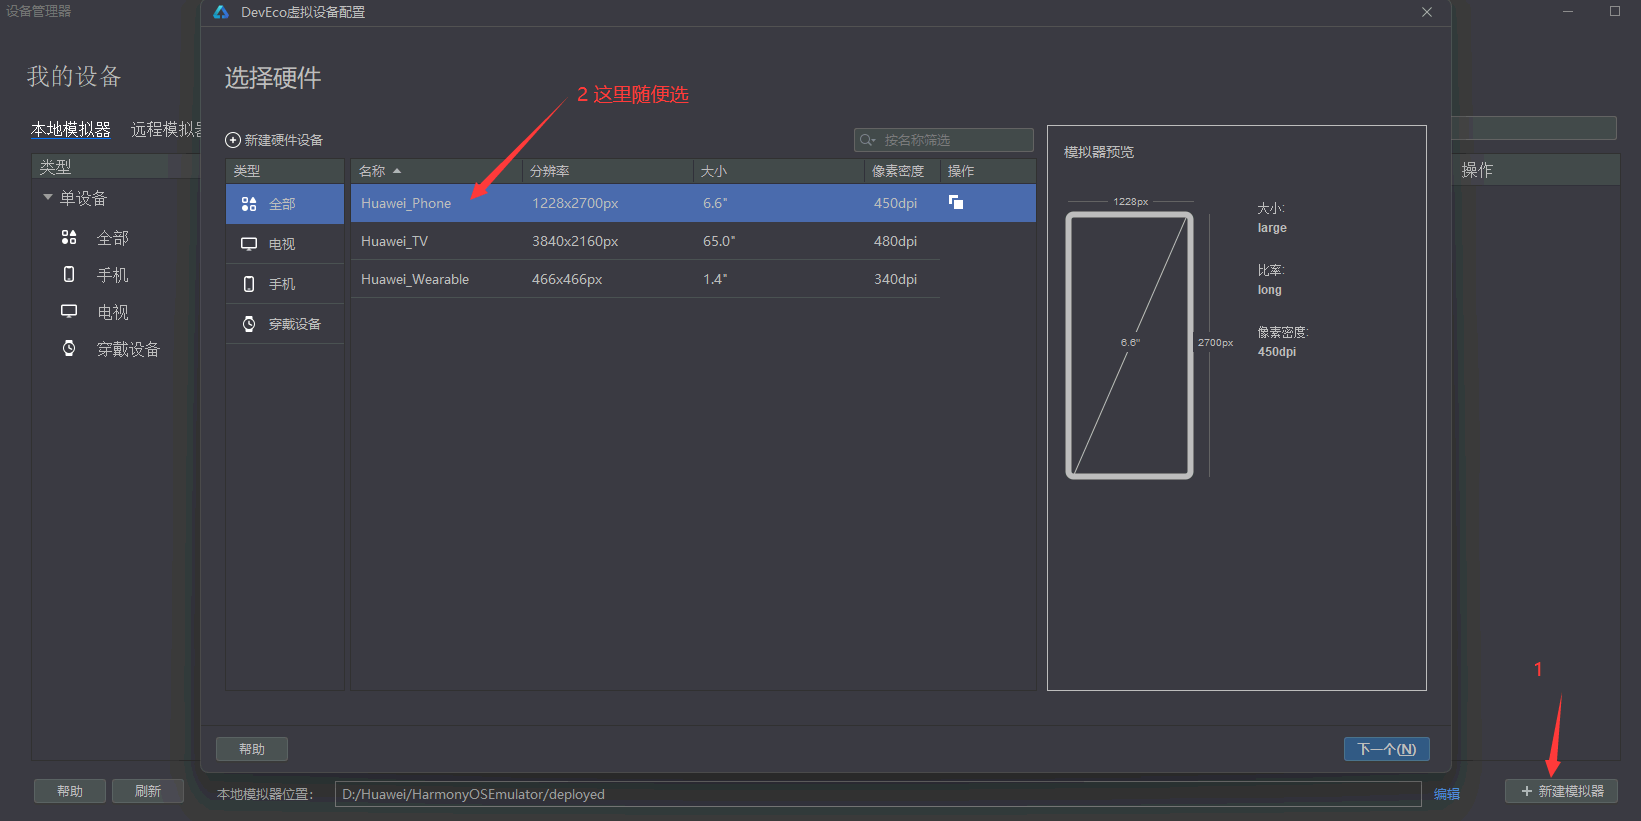 设备管理器
DevEco虚拟设备配置
我的设备
选择硬件
2 这里随便选
本地模拟器 远程模拟器
新建硬件设备
按名称筛选
模拟器预览
类型
单设备
全部
手机
电视
穿戴设备
类型
全部
电视
手机
穿戴设备
名称 分辨率 大小 像素密度 操作
Huawei_Phone 1228x2700px 6.6" 450dpi
Huawei_TV 3840x2160px 65.0" 480dpi
Huawei_Wearable 466x466px 1.4" 340dpi
1228px
6.6"
2700px
大小:
large
比率:
long
像素密度:
450dpi
操作
1
帮助
下一个(N)
帮助
刷新
本地模拟器位置:
D:/Huawei/HarmonyOSEmulator/deployed
编辑
新建模拟器